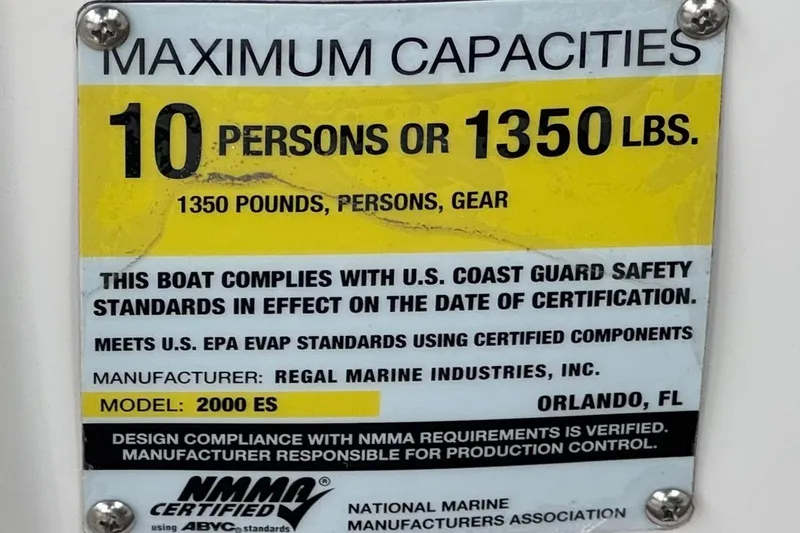 MAXIMUM CAPACITIES
10 PERSONS OR 1350 LBS.
1350 POUNDS, PERSONS, GEAR
THIS BOAT COMPLIES WITH U.S. COAST GUARD SAFETY
STANDARDS IN EFFECT ON THE DATE OF CERTIFICATION.
MEETS U.S. EPA EVAP STANDARDS USING CERTIFIED COMPONENTS
MANUFACTURER: REGAL MARINE INDUSTRIES, INC.
MODEL: 2000 ES ORLANDO, FL
DESIGN COMPLIANCE WITH NMMA REQUIREMENTS IS VERIFIED.
MANUFACTURER RESPONSIBLE FOR PRODUCTION CONTROL.
NMMA®
CERTIFIED
using ABYC® standards
NATIONAL MARINE
MANUFACTURERS ASSOCIATION